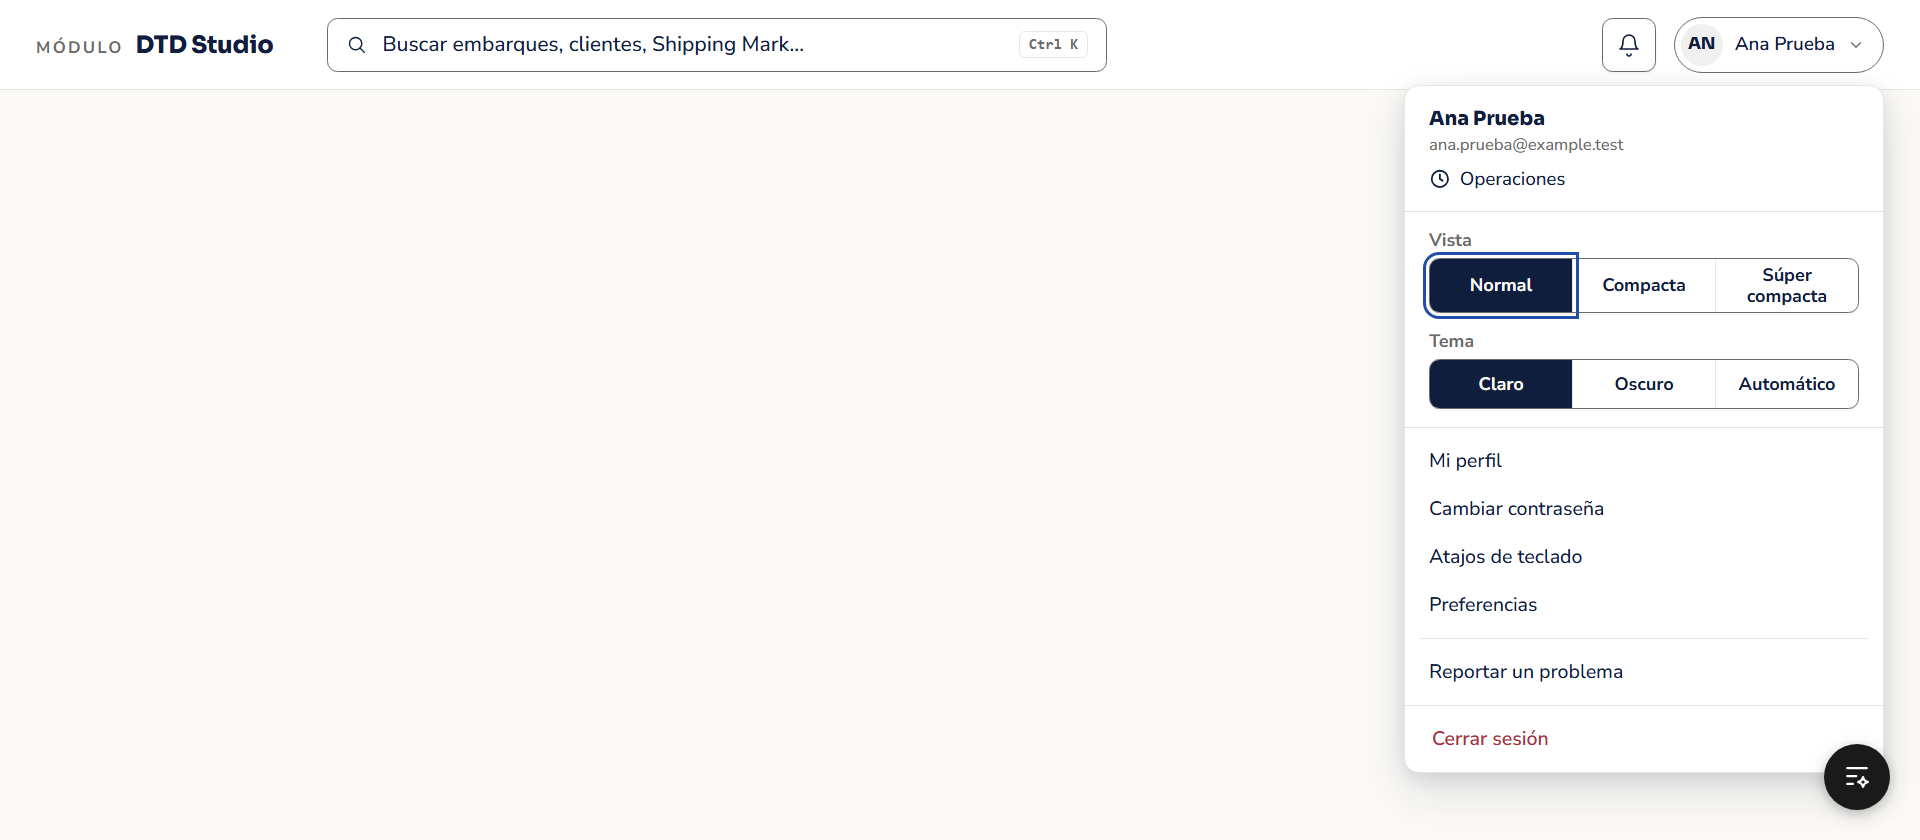 MÓDULO DTD Studio
Buscar embarques, clientes, Shipping Mark...
Ctrl K
AN
Ana Prueba
Ana Prueba
ana.prueba@example.test
Operaciones
Vista
Normal
Compacta
Súper
compacta
Tema
Claro
Oscuro
Automático
Mi perfil
Cambiar contraseña
Atajos de teclado
Preferencias
Reportar un problema
Cerrar sesión